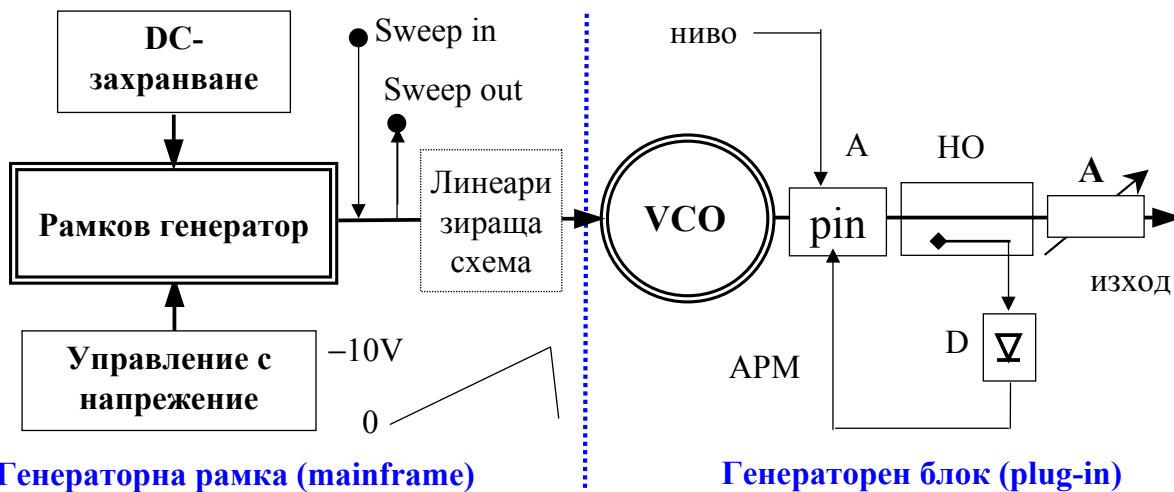 DC-
захранване
Sweep in
Sweep out
Рамков генератор
Линеари
зираща
схема
Управление с
напрежение
−10V
0
Генераторна рамка (mainframe)
ниво
VCO
A
pin
НО
A
изход
D
АРМ
Генераторен блок (plug-in)